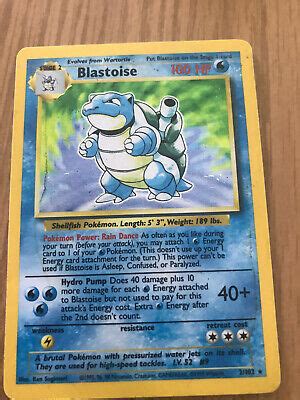 Evolves from Wartortle Put Blastoise on the Stage 1 card
STAGE 2
Blastoise 100 HP
Shellfish Pokémon. Length: 5' 3", Weight: 189 lbs.
Pokémon Power: Rain Dance As often as you like during
your turn (before your attack), you may attach 1 Energy
card to 1 of your Pokémon. (This doesn't use up your 1
Energy card attachment for the turn.) This power can't be used
if Blastoise is Asleep, Confused, or Paralyzed.
Hydro Pump Does 40 damage plus 10
more damage for each Energy attached
to Blastoise but not used to pay for this
attack's Energy cost. Extra Energy after
the 2nd doesn't count.
40+
weakness resistance retreat cost
A brutal Pokémon with pressurized water jets on its shell.
They are used for high-speed tackles. LV. 52 #9
Illus. Ken Sugimori
2/102 ★